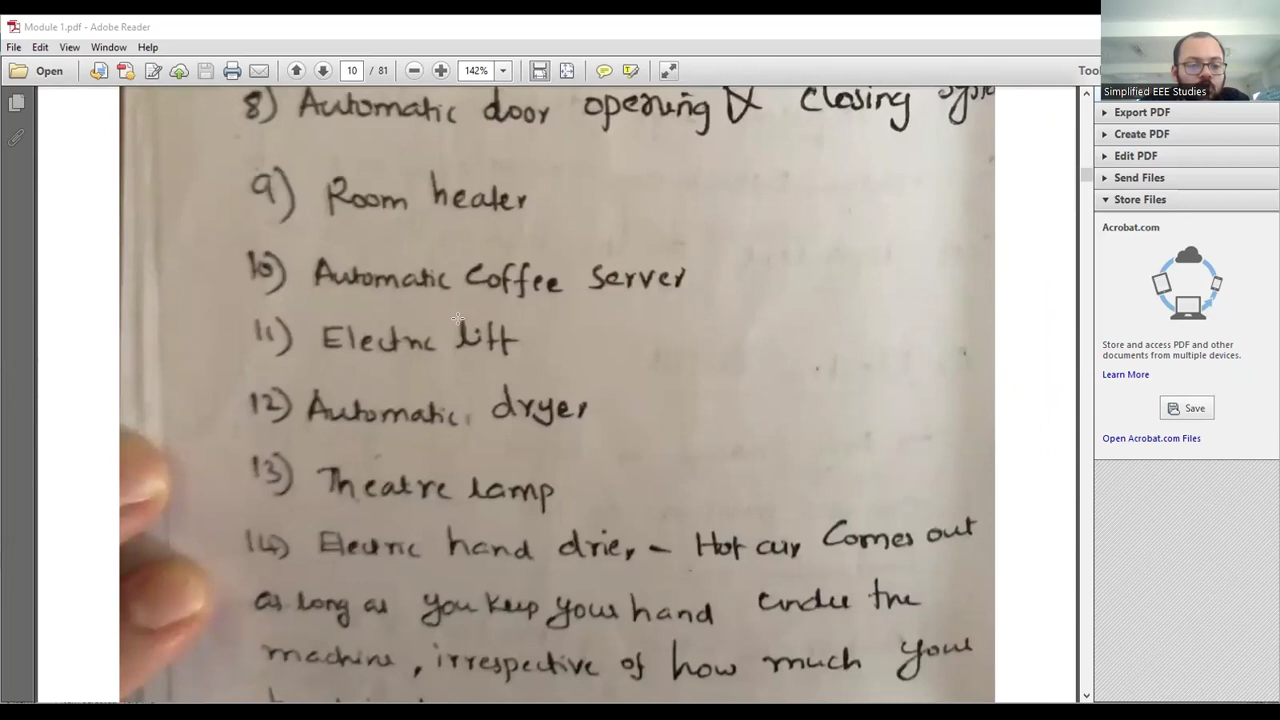 Module 1.pdf - Adobe Reader
File Edit View Window Help
Open 10 / 81 142% Tool
Simplified EEE Studies
Export PDF
Create PDF
Edit PDF
Send Files
Store Files
Acrobat.com
Store and access PDF and other
documents from multiple devices.
Learn More
Save
Open Acrobat.com Files
8) Automatic door opening & closing
9) Room heater
10) Automatic Coffee Server
11) Electric lift
12) Automatic dryer
13) Theatre lamp
14) Electric hand drier - Hot air Comes out
as long as you keep your hand under the
machine, irrespective of how much your